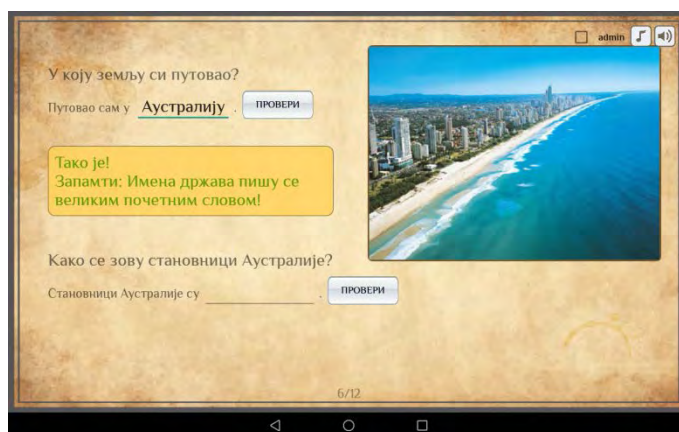 admin
У коју земљу си путовао?
Путовао сам у Аустралију . ПРОВЕРИ
Тако је!
Запамти: Имена држава пишу се
великим почетним словом!
Како се зову становници Аустралије?
Становници Аустралије су ____________ . ПРОВЕРИ
6/12